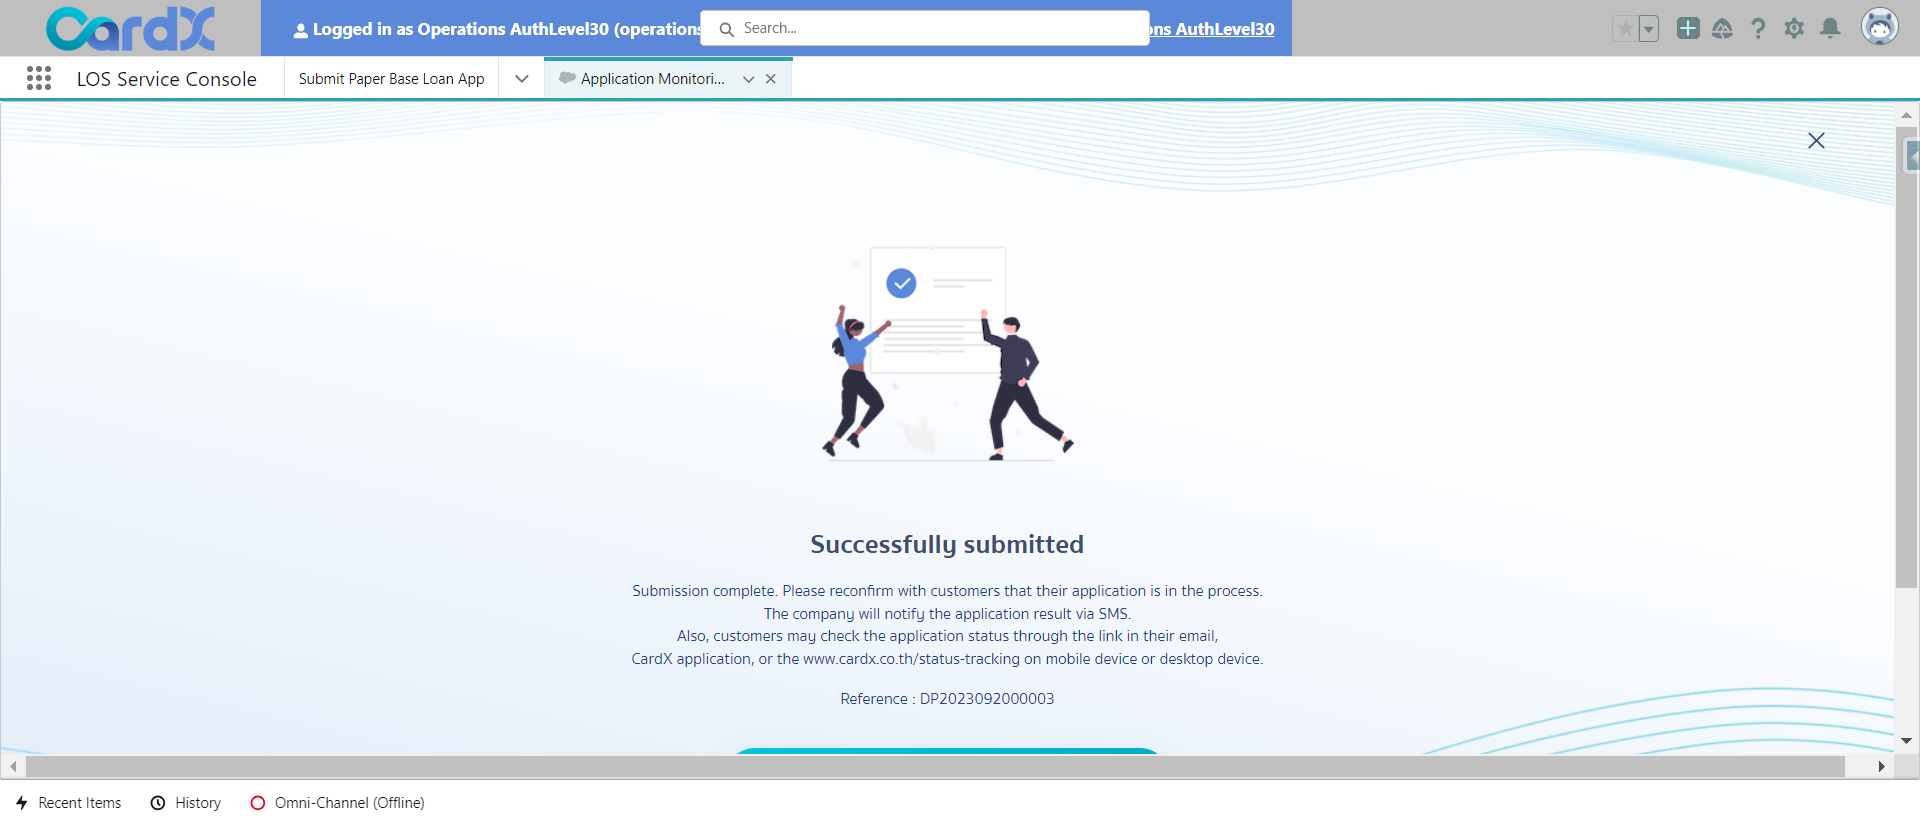 CardX
Logged in as Operations AuthLevel30 (operations
Search...
ons AuthLevel30
LOS Service Console
Submit Paper Base Loan App
Application Monitori...
Successfully submitted
Submission complete. Please reconfirm with customers that their application is in the process.
The company will notify the application result via SMS.
Also, customers may check the application status through the link in their email,
CardX application, or the www.cardx.co.th/status-tracking on mobile device or desktop device.
Reference : DP2023092000003
Recent Items
History
Omni-Channel (Offline)